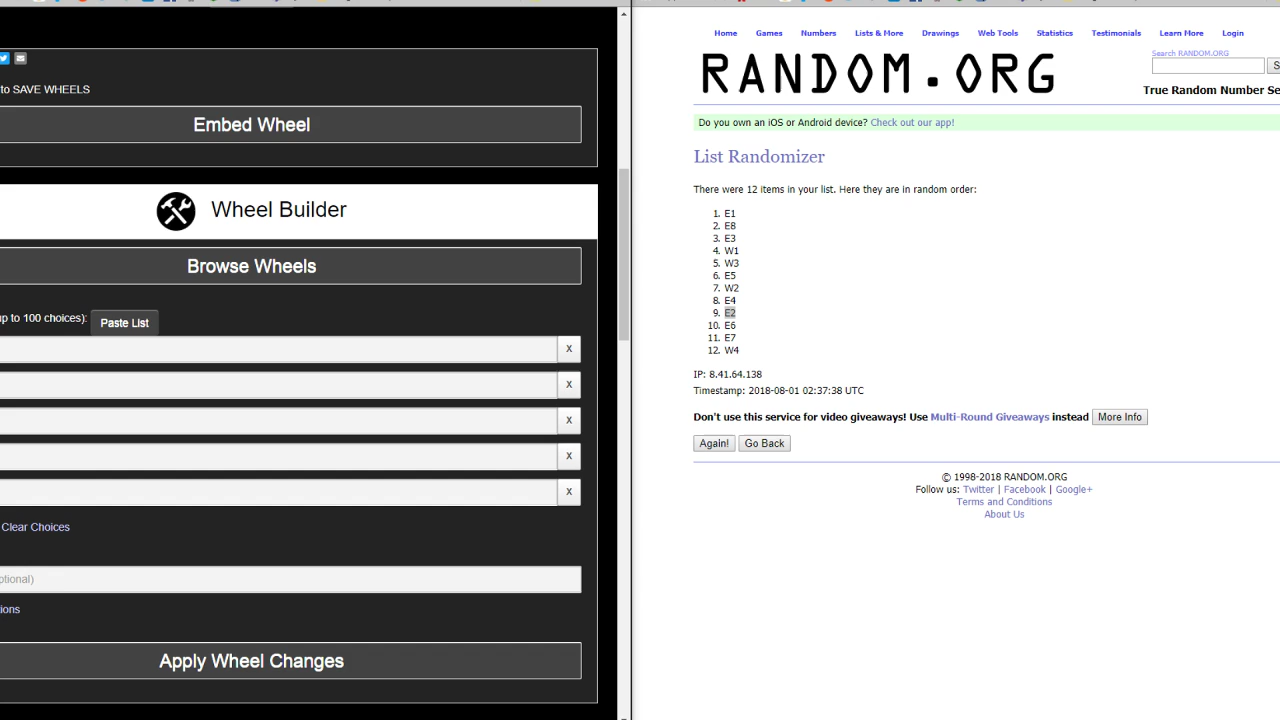 to SAVE WHEELS
Embed Wheel
Wheel Builder
Browse Wheels
up to 100 choices):
Paste List
X
X
X
X
X
Clear Choices
ptional)
ions
Apply Wheel Changes
Home
Games
Numbers
Lists & More
Drawings
Web Tools
Statistics
Testimonials
Learn More
Login
RANDOM.ORG
Search RANDOM.ORG
S
True Random Number Se
Do you own an iOS or Android device? Check out our app!
List Randomizer
There were 12 items in your list. Here they are in random order:
1. E1
2. E8
3. E3
4. W1
5. W3
6. E5
7. W2
8. E4
9. E2
10. E6
11. E7
12. W4
IP: 8.41.64.138
Timestamp: 2018-08-01 02:37:38 UTC
Don't use this service for video giveaways! Use Multi-Round Giveaways instead
More Info
Again!
Go Back
© 1998-2018 RANDOM.ORG
Follow us: Twitter | Facebook | Google+
Terms and Conditions
About Us